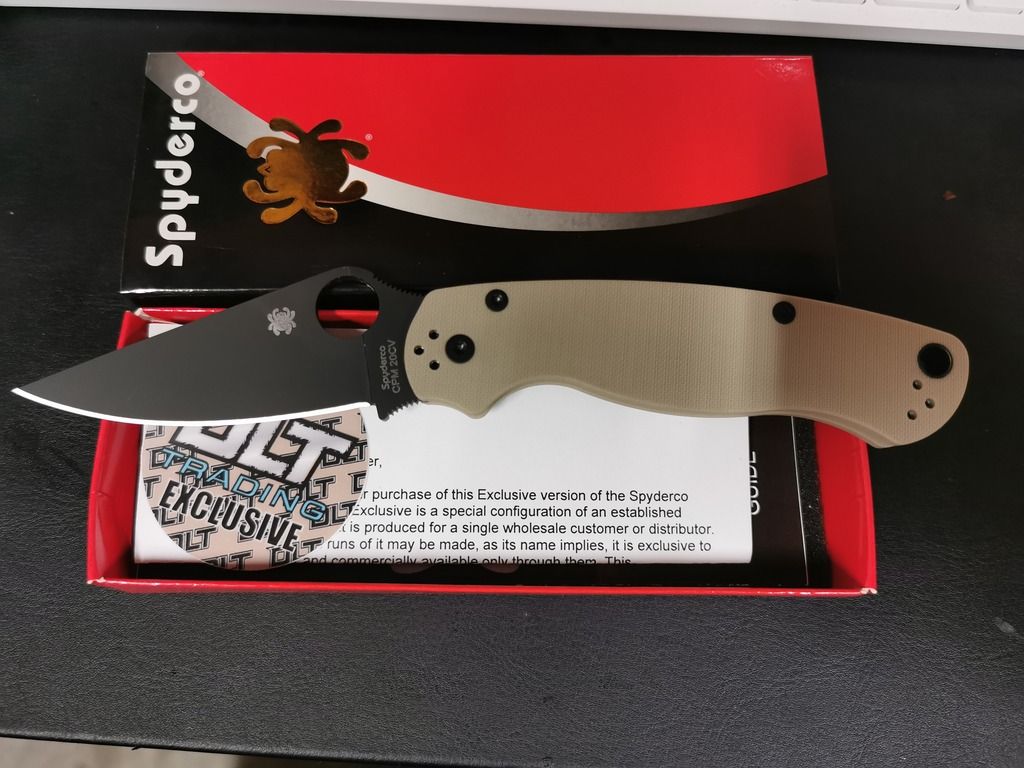 Spyderco
Spyderco
CPM 20CV
DLT
TRADING
EXCLUSIVE
DLT
er,
r purchase of this Exclusive version of the Spyderco
Exclusive is a special configuration of an established
t is produced for a single wholesale customer or distributor.
runs of it may be made, as its name implies, it is exclusive to
and commercially available only through them. This
GUIDE